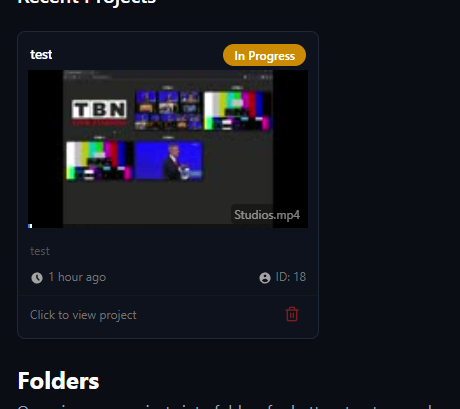 Recent Projects
test
In Progress
TBN
Studios.mp4
test
1 hour ago
ID: 18
Click to view project
Folders